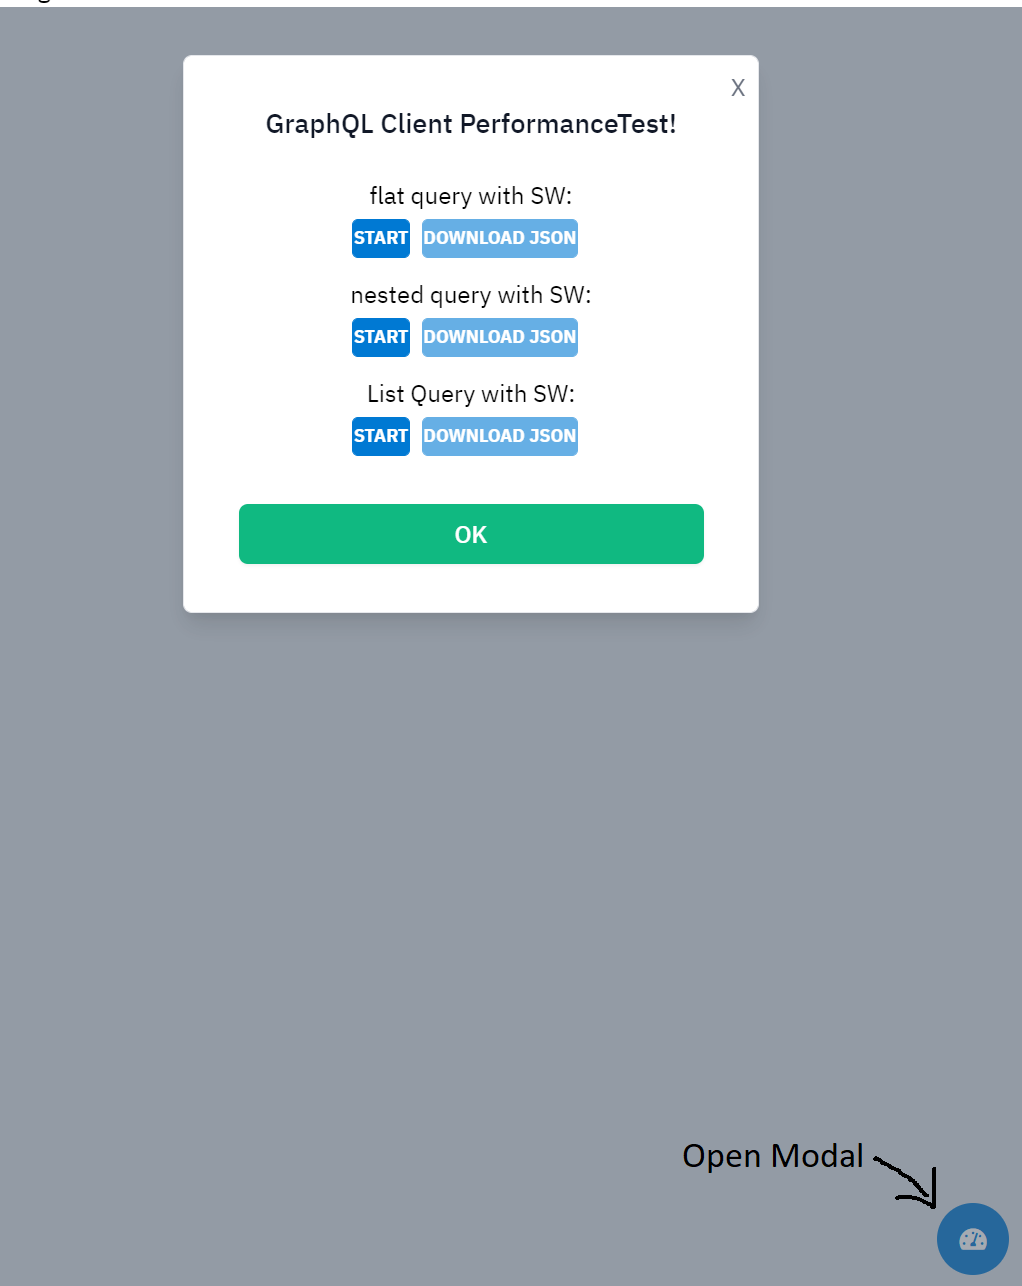 X
GraphQL Client PerformanceTest!
flat query with SW:
START DOWNLOAD JSON
nested query with SW:
START DOWNLOAD JSON
List Query with SW:
START DOWNLOAD JSON
OK
Open Modal